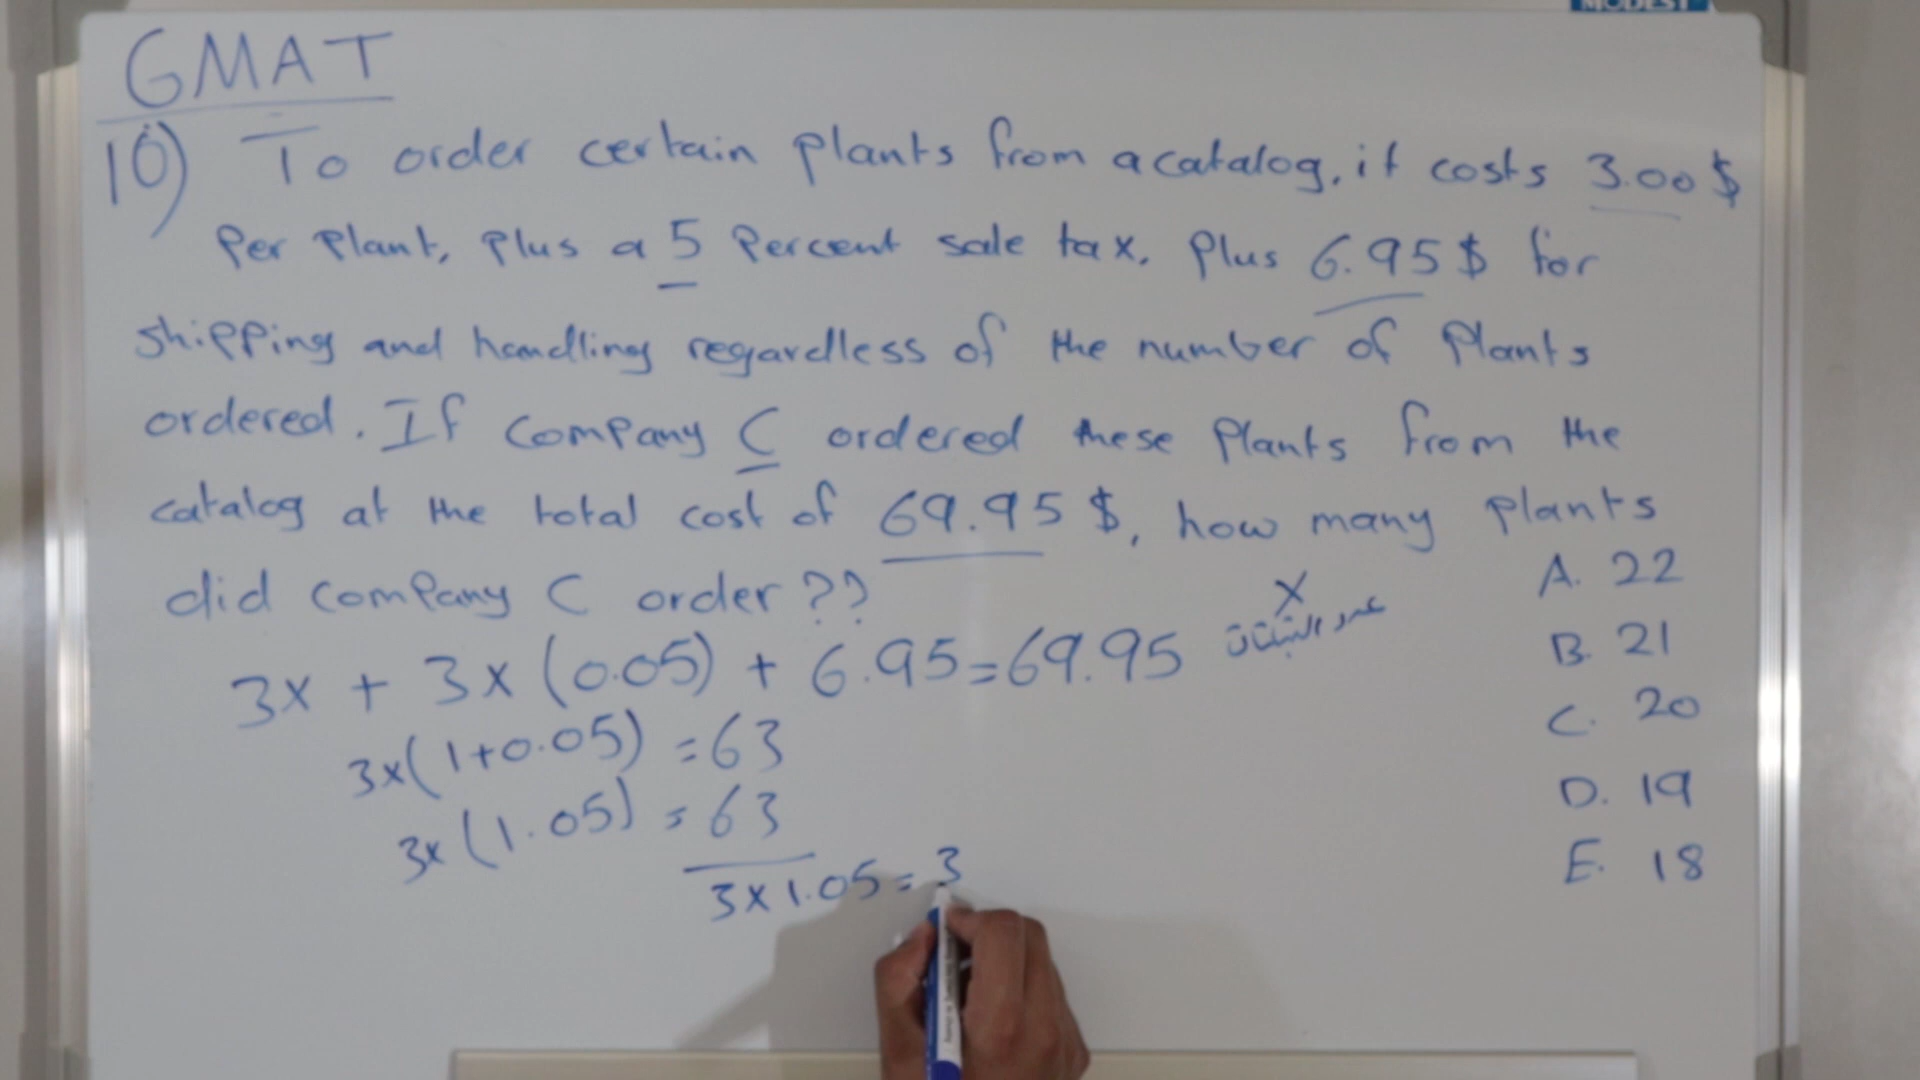 MODEST
GMAT
10) To order certain plants from a catalog, it costs 3.00$
Per Plant, Plus a 5 Percent sale tax, Plus 6.95$ for
shipping and handling regardless of the number of Plants
ordered. If Company C ordered these Plants from the
catalog at the total cost of 69.95$, how many plants
did company C order??
X
عدد النبتات
3x + 3x (0.05) + 6.95 = 69.95
3x (1+0.05) = 63
3x (1.05) = 63
3x1.05 = 3
A. 22
B. 21
C. 20
D. 19
E. 18